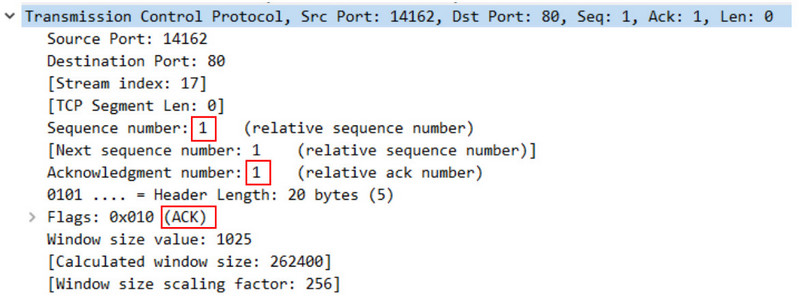 Transmission Control Protocol, Src Port: 14162, Dst Port: 80, Seq: 1, Ack: 1, Len: 0
Source Port: 14162
Destination Port: 80
[Stream index: 17]
[TCP Segment Len: 0]
Sequence number: 1 (relative sequence number)
[Next sequence number: 1 (relative sequence number)]
Acknowledgment number: 1 (relative ack number)
0101 .... = Header Length: 20 bytes (5)
Flags: 0x010 (ACK)
Window size value: 1025
[Calculated window size: 262400]
[Window size scaling factor: 256]